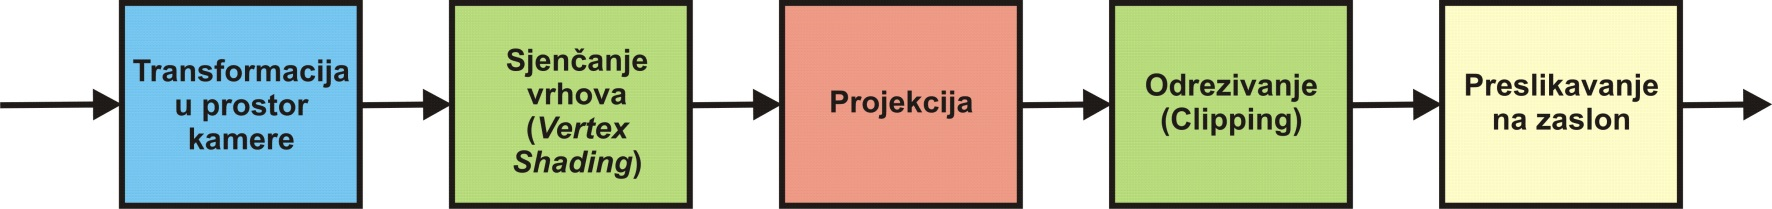 Transformacija
u prostor
kamere
Sjenčanje
vrhova
(Vertex
Shading)
Projekcija
Odrezivanje
(Clipping)
Preslikavanje
na zaslon